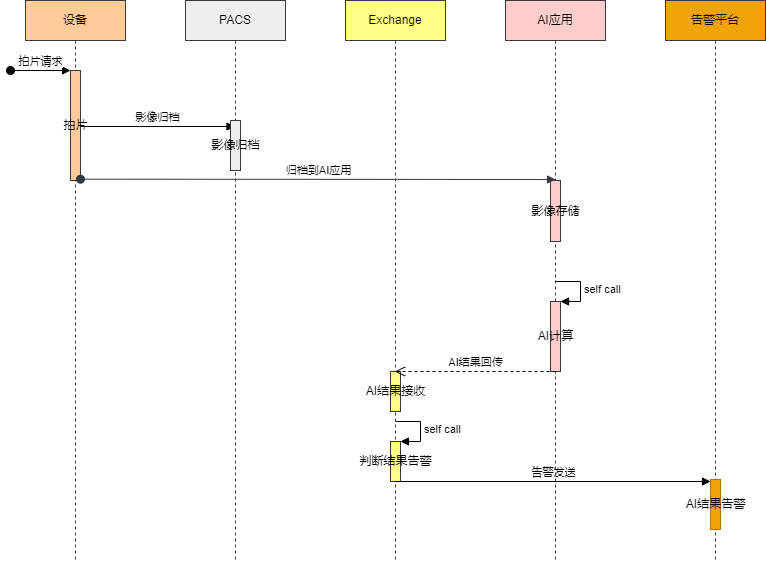 设备
PACS
Exchange
AI应用
告警平台
拍片请求
拍片
影像归档
影像归档
归档到AI应用
影像存储
self call
AI计算
AI结果回传
AI结果接收
self call
判断结果告警
告警发送
AI结果告警